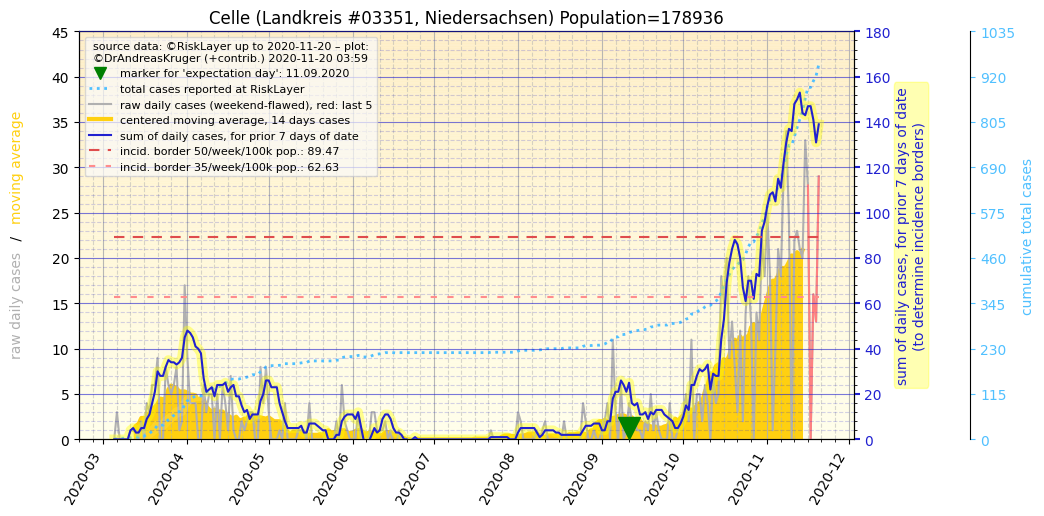 Celle (Landkreis #03351, Niedersachsen) Population=178936
source data: ©RiskLayer up to 2020-11-20 – plot:
©DrAndreasKruger (+contrib.) 2020-11-20 03:59
marker for 'expectation day': 11.09.2020
total cases reported at RiskLayer
raw daily cases (weekend-flawed), red: last 5
centered moving average, 14 days cases
sum of daily cases, for prior 7 days of date
incid. border 50/week/100k pop.: 89.47
incid. border 35/week/100k pop.: 62.63
raw daily cases / moving average
45
40
35
30
25
20
15
10
5
0
180
160
140
120
100
80
60
40
20
0
sum of daily cases, for prior 7 days of date
(to determine incidence borders)
1035
920
805
690
575
460
345
230
115
0
cumulative total cases
2020-03
2020-04
2020-05
2020-06
2020-07
2020-08
2020-09
2020-10
2020-11
2020-12